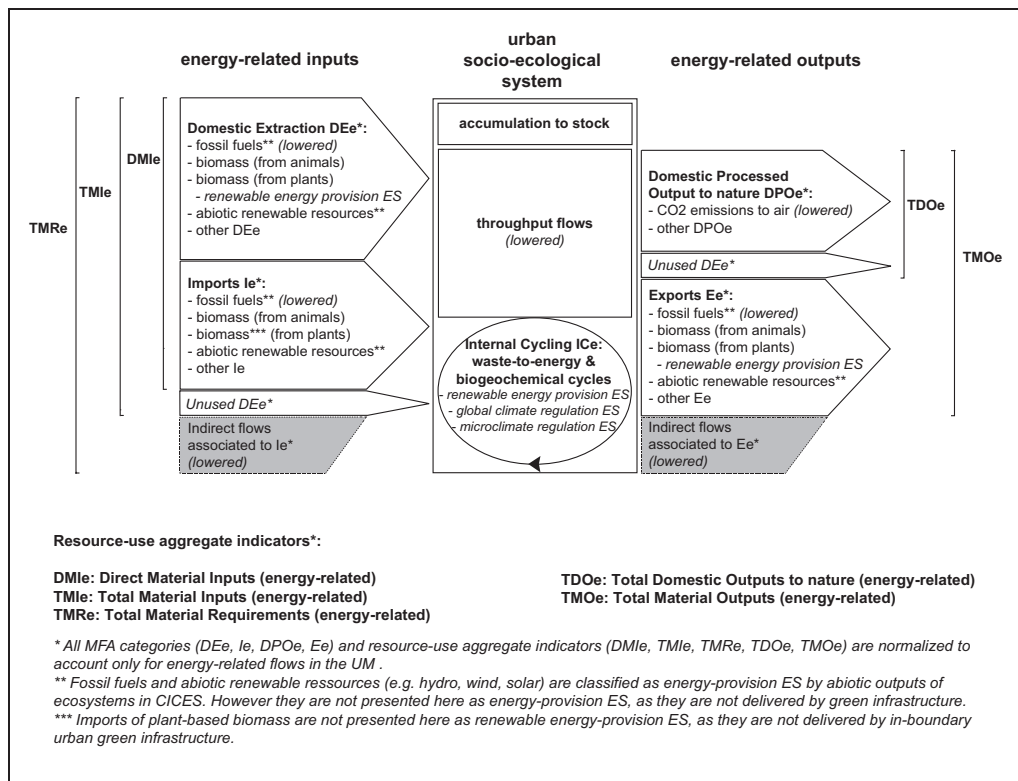 energy-related inputs
urban
socio-ecological
system
energy-related outputs
TMRe
TMIe
DMIe
Domestic Extraction DEe*:
- fossil fuels** (lowered)
- biomass (from animals)
- biomass (from plants)
- renewable energy provision ES
- abiotic renewable resources**
- other DEe
Imports Ie*:
- fossil fuels** (lowered)
- biomass (from animals)
- biomass*** (from plants)
- abiotic renewable resources**
- other Ie
Unused DEe*
Indirect flows
associated to Ie*
(lowered)
accumulation to stock
throughput flows
(lowered)
Internal Cycling ICe:
waste-to-energy &
biogeochemical cycles
- renewable energy provision ES
- global climate regulation ES
- microclimate regulation ES
Domestic Processed
Output to nature DPOe*:
- CO2 emissions to air (lowered)
- other DPOe
Unused DEe*
Exports Ee*:
- fossil fuels** (lowered)
- biomass (from animals)
- biomass (from plants)
- renewable energy provision ES
- abiotic renewable resources**
- other Ee
Indirect flows
associated to Ee*
(lowered)
TDOe
TMOe
Resource-use aggregate indicators*:
DMIe: Direct Material Inputs (energy-related)
TMIe: Total Material Inputs (energy-related)
TMRe: Total Material Requirements (energy-related)
TDOe: Total Domestic Outputs to nature (energy-related)
TMOe: Total Material Outputs (energy-related)
* All MFA categories (DEe, Ie, DPOe, Ee) and resource-use aggregate indicators (DMIe, TMIe, TMRe, TDOe, TMOe) are normalized to
account only for energy-related flows in the UM .
** Fossil fuels and abiotic renewable ressources (e.g. hydro, wind, solar) are classified as energy-provision ES by abiotic outputs of
ecosystems in CICES. However they are not presented here as energy-provision ES, as they are not delivered by green infrastructure.
*** Imports of plant-based biomass are not presented here as renewable energy-provision ES, as they are not delivered by in-boundary
urban green infrastructure.